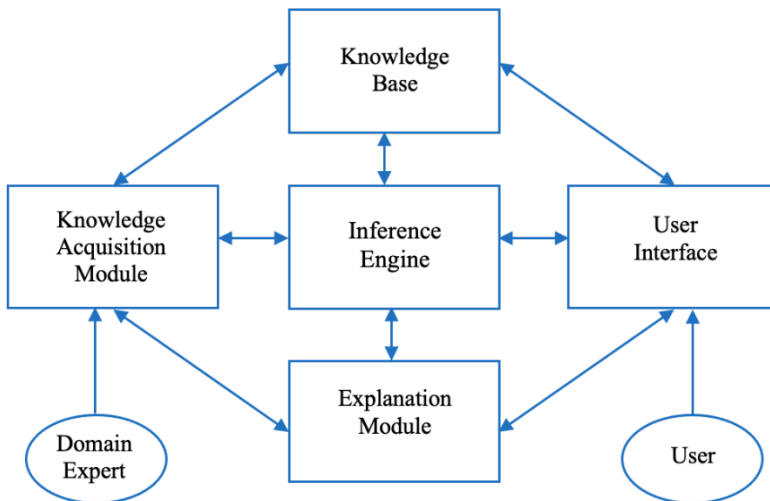 Knowledge
Base
Knowledge
Acquisition
Module
Inference
Engine
User
Interface
Explanation
Module
Domain
Expert
User